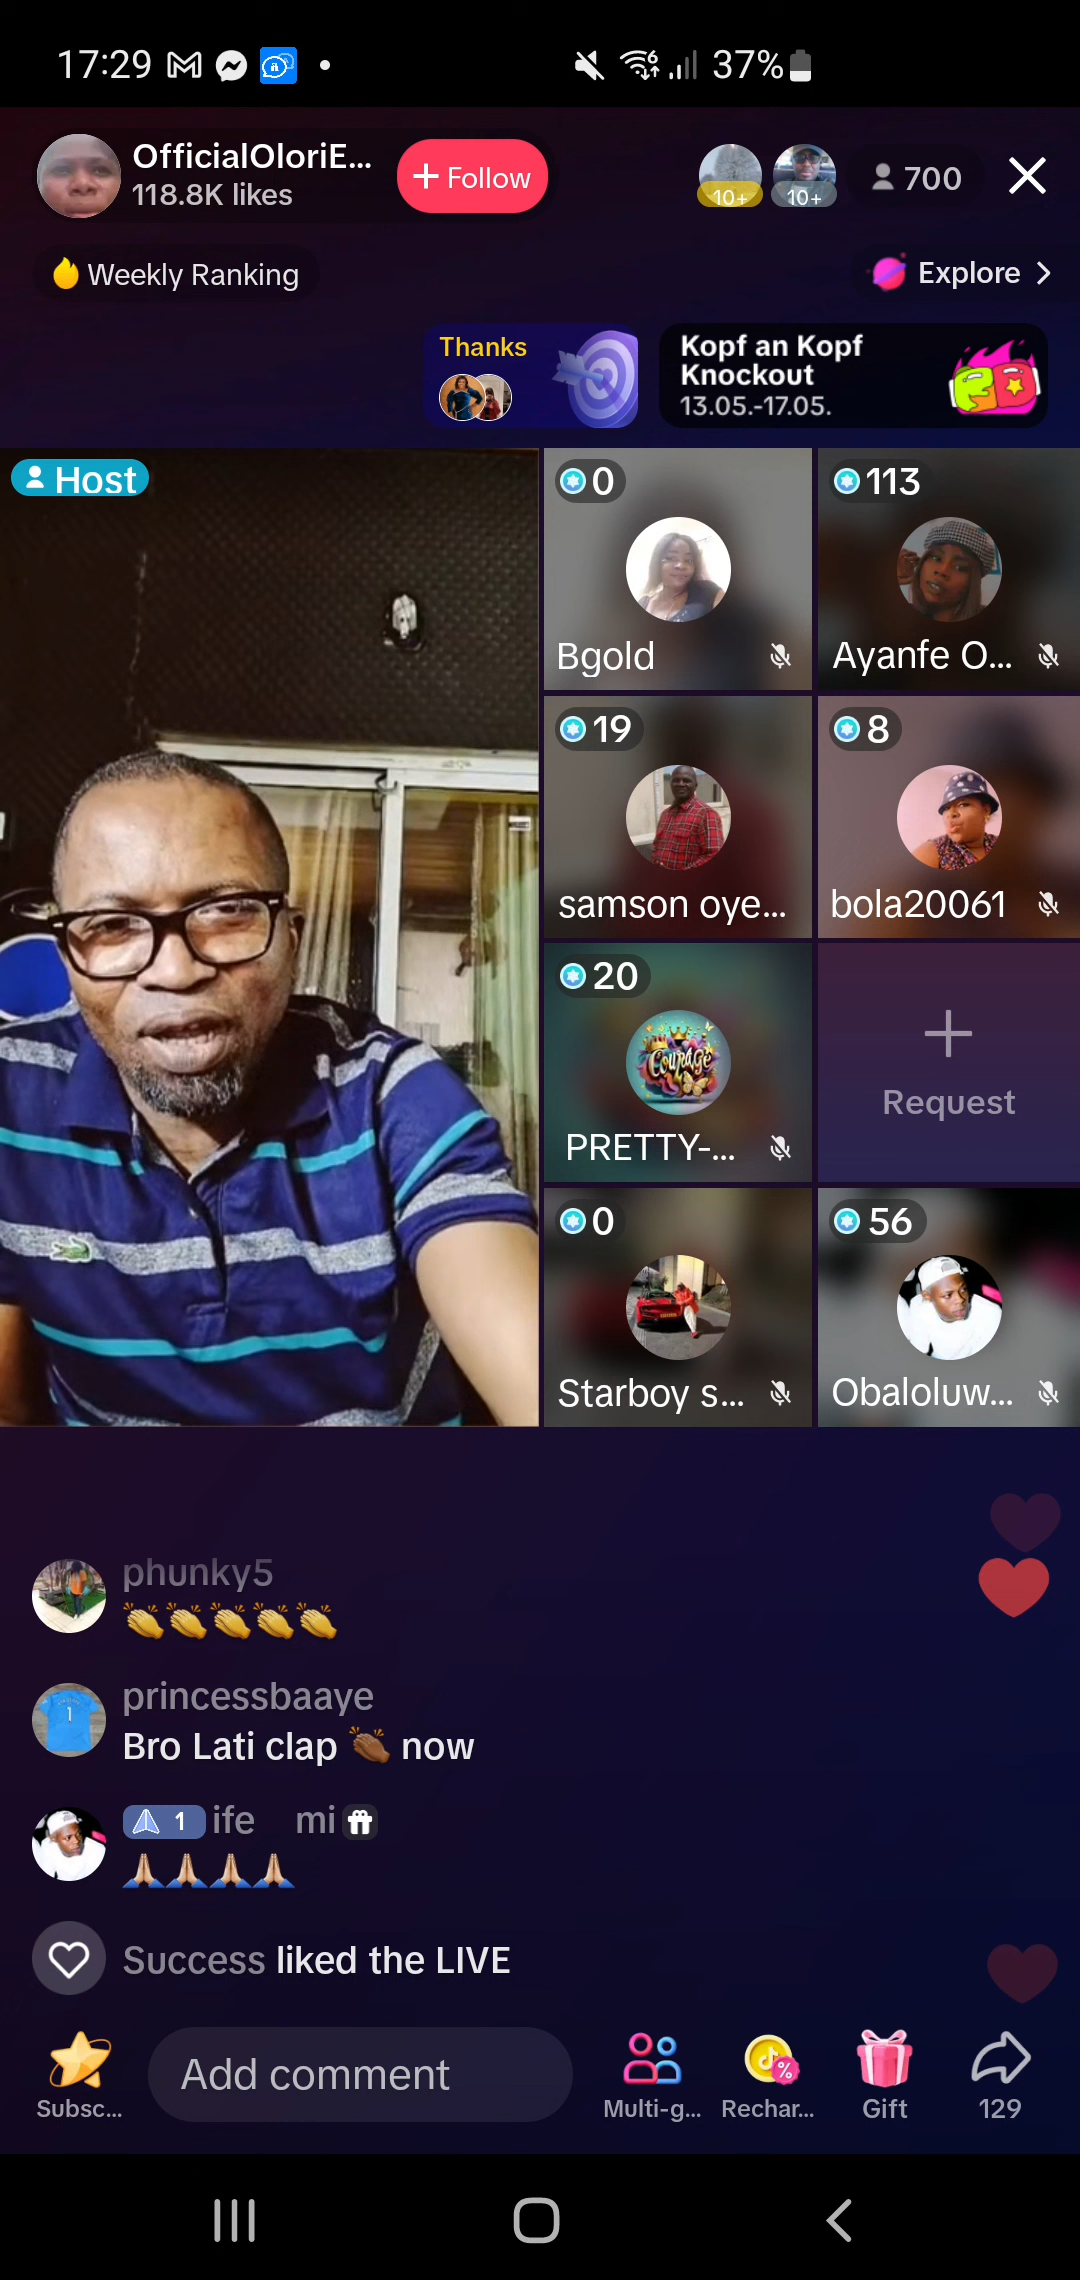 17:29
37%
OfficialOloriE...
118.8K likes
+ Follow
10+
10+
700
Weekly Ranking
Explore
Thanks
Kopf an Kopf
Knockout
13.05.-17.05.
Host
0
Bgold
113
Ayanfe O...
19
samson oye...
8
bola20061
20
Courage
PRETTY-...
Request
0
Starboy s...
56
Obaloluw...
phunky5
👏👏👏👏👏
princessbaaye
Bro Lati clap 👏🏾 now
1 ife mi
🙏🏼🙏🏼🙏🏼🙏🏼
Success liked the LIVE
Subsc...
Add comment
Multi-g...
Rechar...
Gift
129